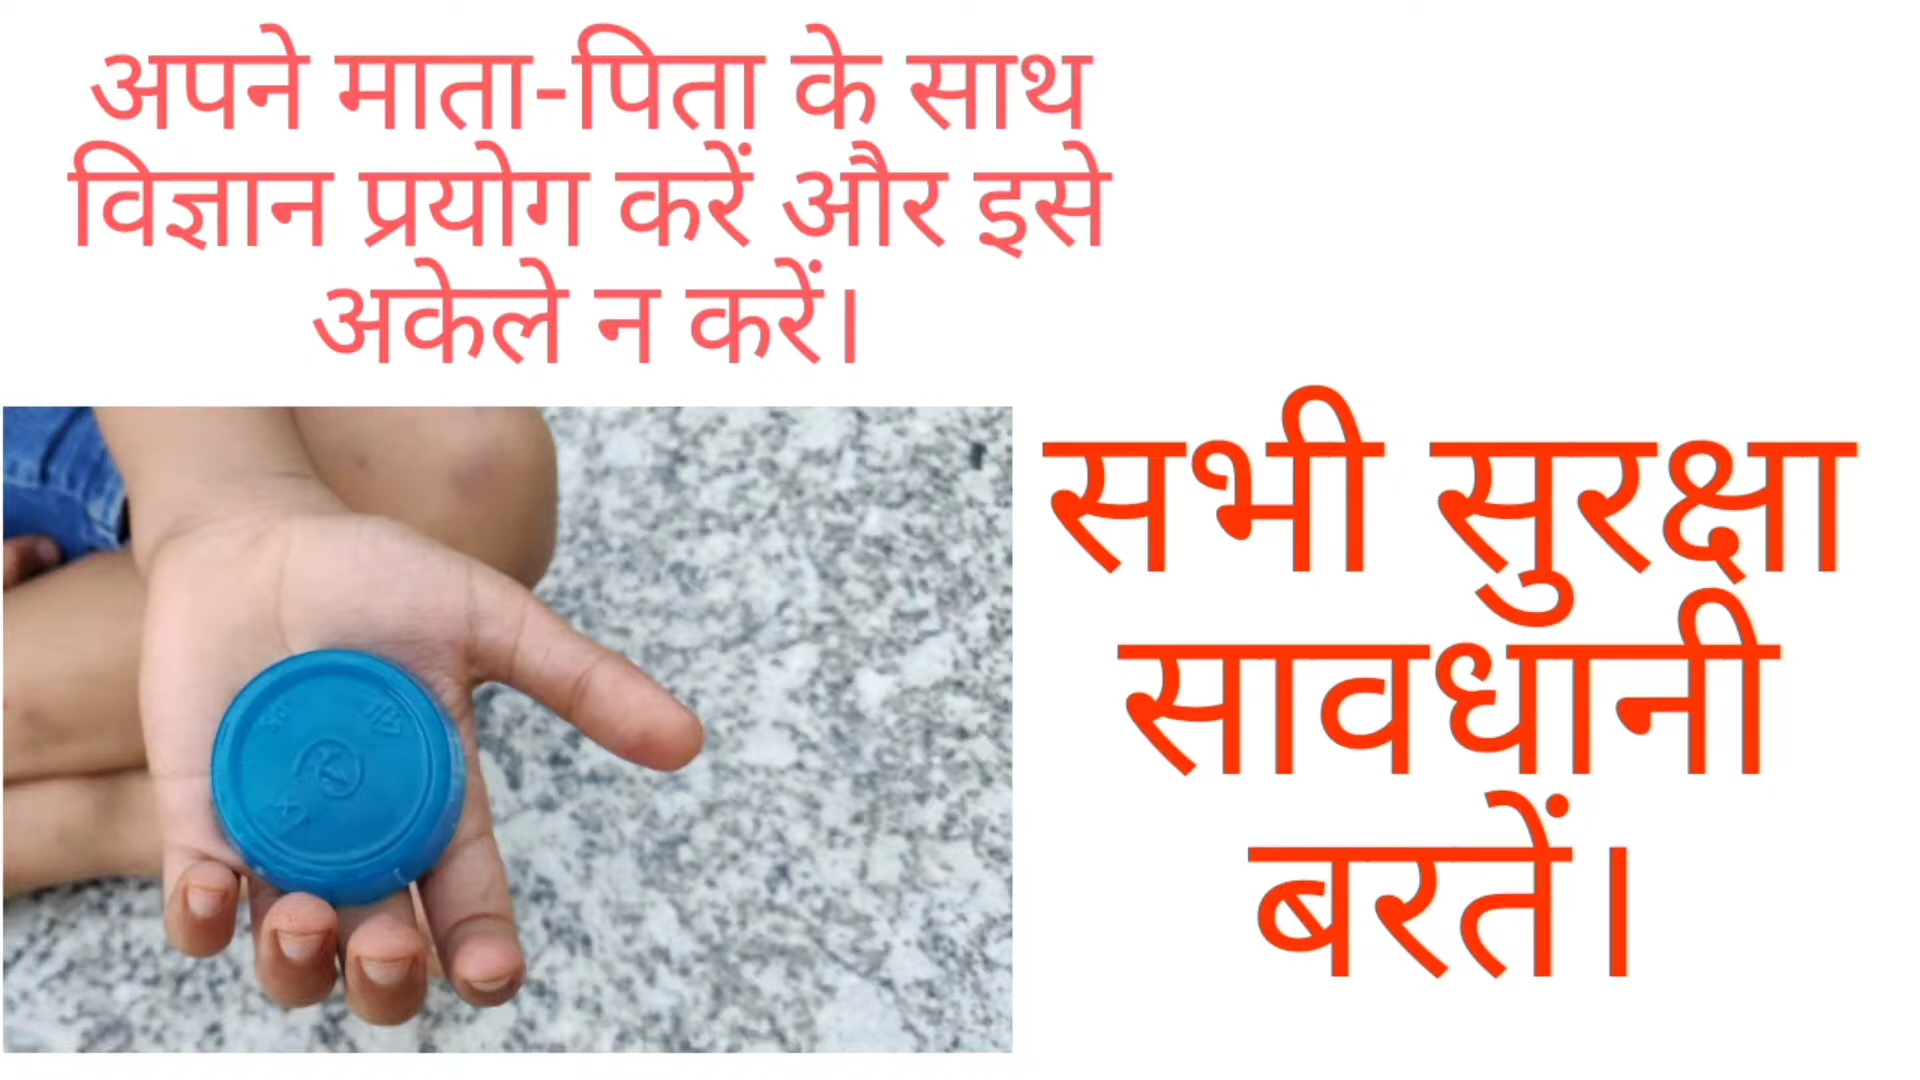 अपने माता-पिता के साथ
विज्ञान प्रयोग करें और इसे
अकेले न करें।
सभी सुरक्षा
सावधानी
बरतें।